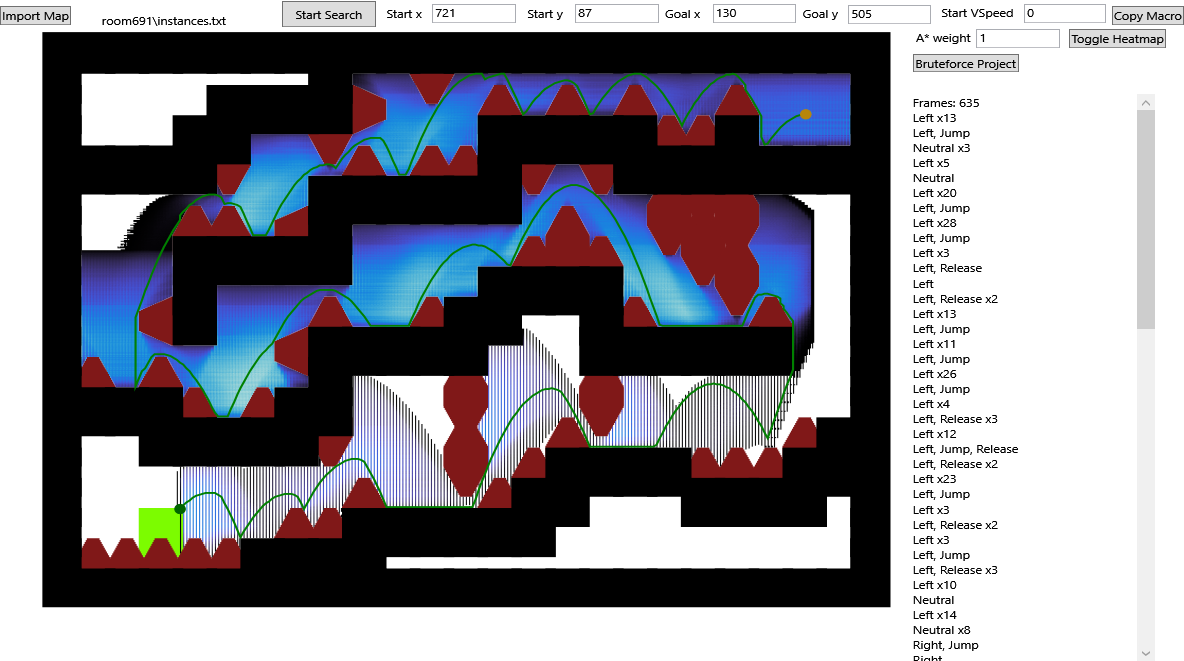 Import Map
room691\instances.txt
Start Search
Start x 721
Start y 87
Goal x 130
Goal y 505
Start VSpeed 0
Copy Macro
A* weight 1
Toggle Heatmap
Bruteforce Project
Frames: 635
Left x13
Left, Jump
Neutral x3
Left x5
Neutral
Left x20
Left, Jump
Left x28
Left, Jump
Left x3
Left, Release
Left
Left, Release x2
Left x13
Left, Jump
Left x11
Left, Jump
Left x26
Left, Jump
Left x4
Left, Release x3
Left x12
Left, Jump, Release
Left, Release x2
Left x23
Left, Jump
Left x3
Left, Release x2
Left x3
Left, Jump
Left, Release x3
Left x10
Neutral
Left x14
Neutral x8
Right, Jump
Right